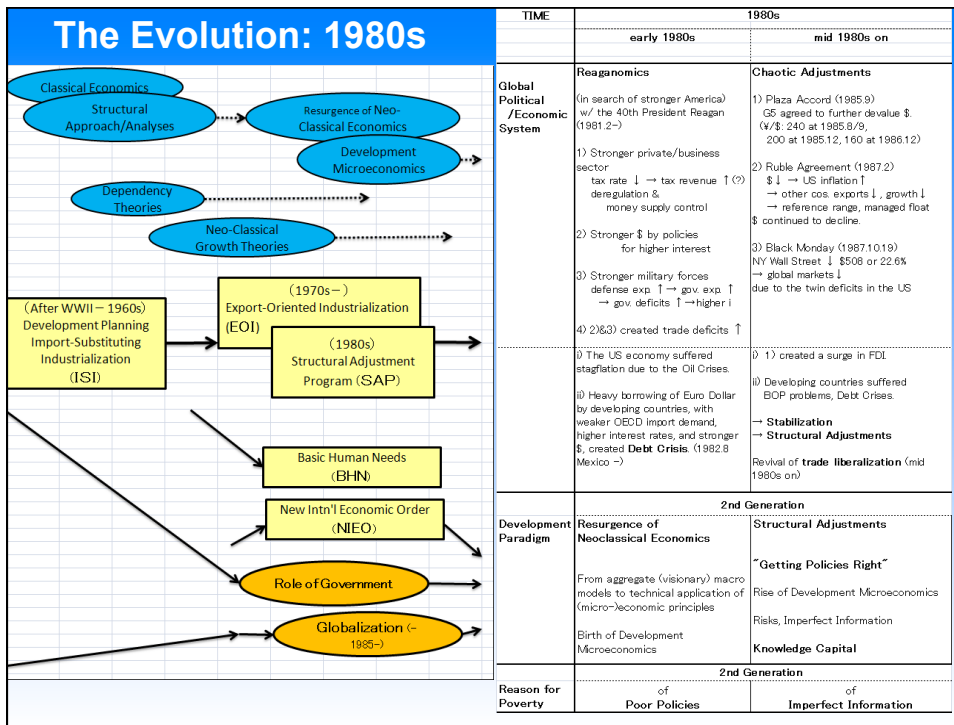 The Evolution: 1980s
Classical Economics
Structural
Approach/Analyses
Resurgence of Neo-
Classical Economics
Development
Microeconomics
Dependency
Theories
Neo-Classical
Growth Theories
(After WWII－1960s)
Development Planning
Import-Substituting
Industrialization
(ISI)
(1970s－)
Export-Oriented Industrialization
(EOI)
(1980s)
Structural Adjustment
Program (SAP)
Basic Human Needs
(BHN)
New Intn'l Economic Order
(NIEO)
Role of Government
Globalization (-
1985-)
TIME
1980s
early 1980s
mid 1980s on
Global
Political
/Economic
System
Reaganomics
(in search of stronger America)
w/ the 40th President Reagan
(1981.2-)
1) Stronger private/business
sector
tax rate ↓ → tax revenue ↑(?)
deregulation &
money supply control
2) Stronger $ by policies
for higher interest
3) Stronger military forces
defense exp. ↑→ gov. exp. ↑
→ gov. deficits ↑→higher i
4) 2)&3) created trade deficits ↑
Chaotic Adjustments
1) Plaza Accord (1985.9)
G5 agreed to further devalue $.
(¥/$: 240 at 1985.8/9,
200 at 1985.12, 160 at 1986.12)
2) Ruble Agreement (1987.2)
$↓ → US inflation↑
→ other cos. exports↓, growth↓
→ reference range, managed float
$ continued to decline.
3) Black Monday (1987.10.19)
NY Wall Street ↓ $508 or 22.6%
→ global markets↓
due to the twin deficits in the US
i) The US economy suffered
stagflation due to the Oil Crises.
ii) Heavy borrowing of Euro Dollar
by developing countries, with
weaker OECD import demand,
higher interest rates, and stronger
$, created Debt Crisis. (1982.8
Mexico -)
i) 1) created a surge in FDI.
ii) Developing countries suffered
BOP problems, Debt Crises.
→ Stabilization
→ Structural Adjustments
Revival of trade liberalization (mid
1980s on)
2nd Generation
Development
Paradigm
Resurgence of
Neoclassical Economics
From aggregate (visionary) macro
models to technical application of
(micro-)economic principles
Birth of Development
Microeconomics
Structural Adjustments
"Getting Policies Right"
Rise of Development Microeconomics
Risks, Imperfect Information
Knowledge Capital
2nd Generation
Reason for
Poverty
of
Poor Policies
of
Imperfect Information